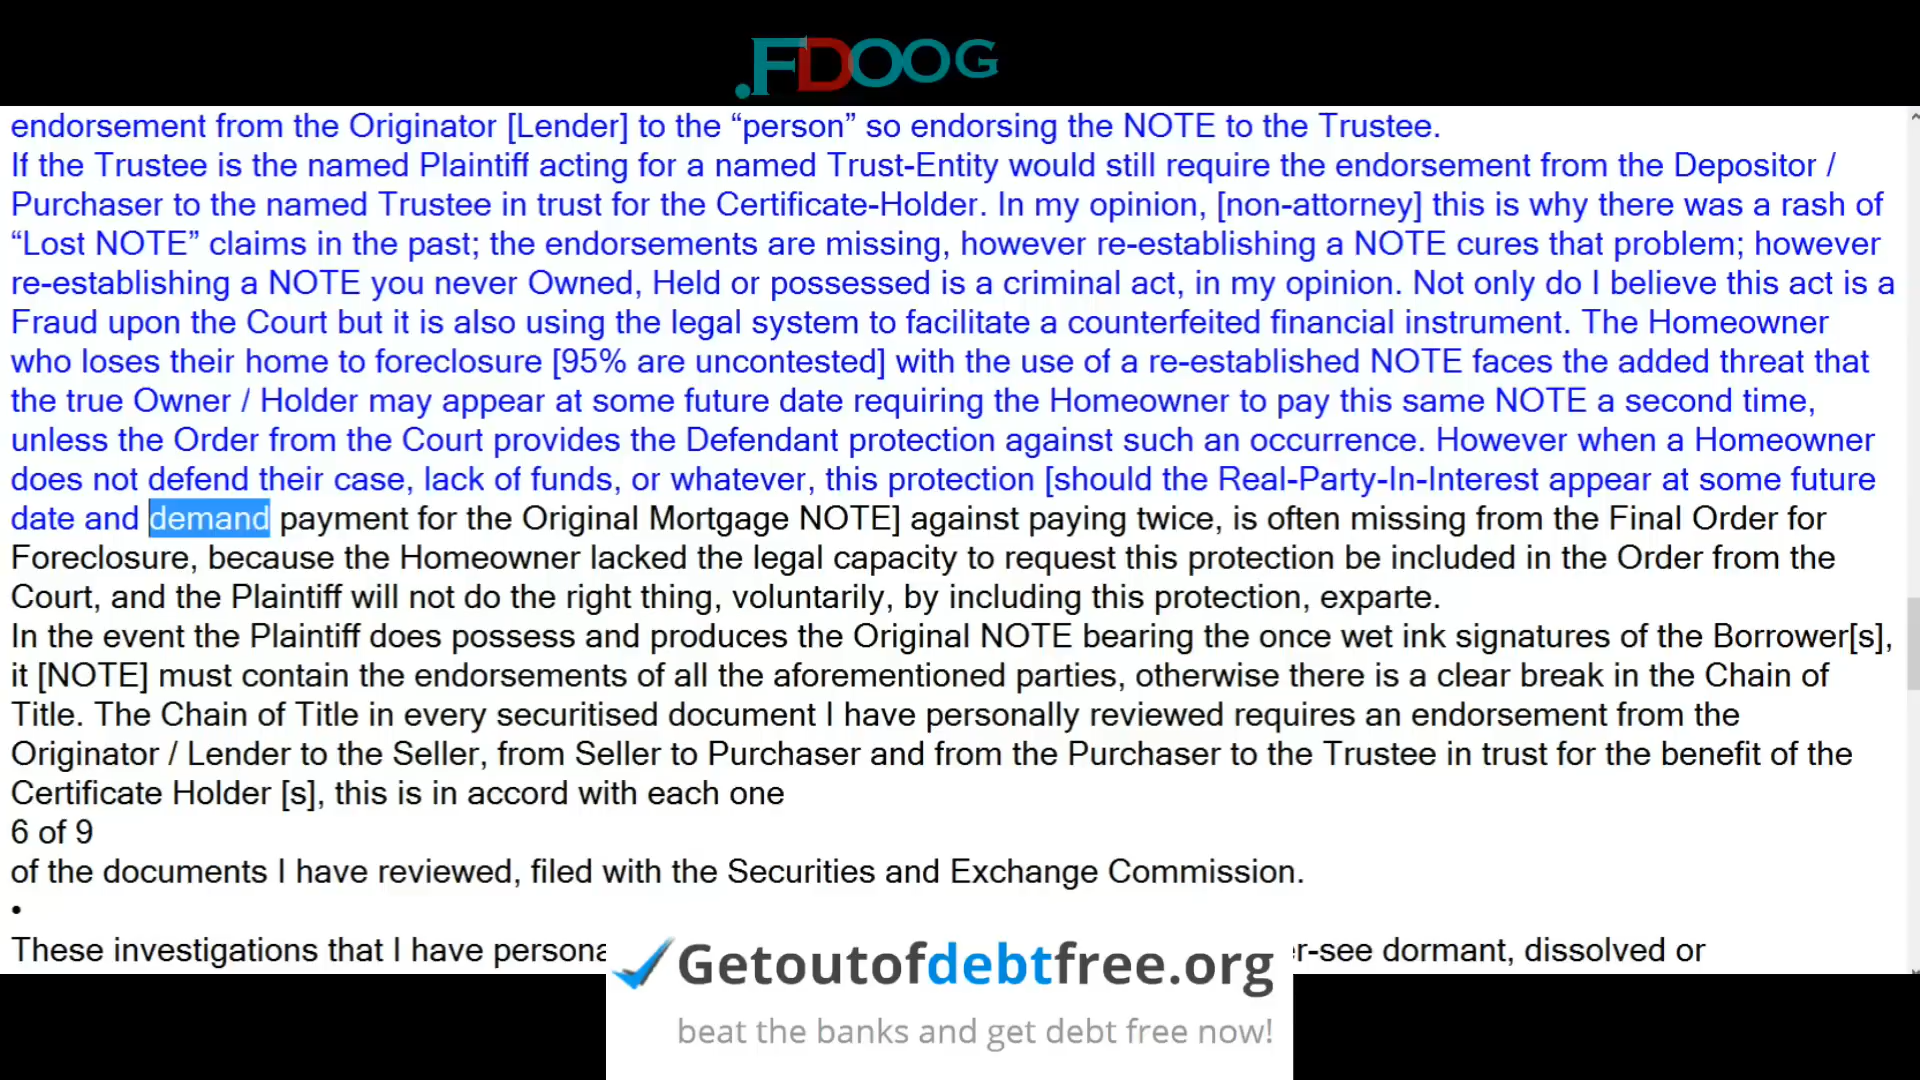 .FDOOG
endorsement from the Originator [Lender] to the “person” so endorsing the NOTE to the Trustee.
If the Trustee is the named Plaintiff acting for a named Trust-Entity would still require the endorsement from the Depositor /
Purchaser to the named Trustee in trust for the Certificate-Holder. In my opinion, [non-attorney] this is why there was a rash of
“Lost NOTE” claims in the past; the endorsements are missing, however re-establishing a NOTE cures that problem; however
re-establishing a NOTE you never Owned, Held or possessed is a criminal act, in my opinion. Not only do I believe this act is a
Fraud upon the Court but it is also using the legal system to facilitate a counterfeited financial instrument. The Homeowner
who loses their home to foreclosure [95% are uncontested] with the use of a re-established NOTE faces the added threat that
the true Owner / Holder may appear at some future date requiring the Homeowner to pay this same NOTE a second time,
unless the Order from the Court provides the Defendant protection against such an occurrence. However when a Homeowner
does not defend their case, lack of funds, or whatever, this protection [should the Real-Party-In-Interest appear at some future
date and demand payment for the Original Mortgage NOTE] against paying twice, is often missing from the Final Order for
Foreclosure, because the Homeowner lacked the legal capacity to request this protection be included in the Order from the
Court, and the Plaintiff will not do the right thing, voluntarily, by including this protection, exparte.
In the event the Plaintiff does possess and produces the Original NOTE bearing the once wet ink signatures of the Borrower[s],
it [NOTE] must contain the endorsements of all the aforementioned parties, otherwise there is a clear break in the Chain of
Title. The Chain of Title in every securitised document I have personally reviewed requires an endorsement from the
Originator / Lender to the Seller, from Seller to Purchaser and from the Purchaser to the Trustee in trust for the benefit of the
Certificate Holder [s], this is in accord with each one
6 of 9
of the documents I have reviewed, filed with the Securities and Exchange Commission.
•
These investigations that I have persona er-see dormant, dissolved or
Getoutofdebtfree.org
beat the banks and get debt free now!